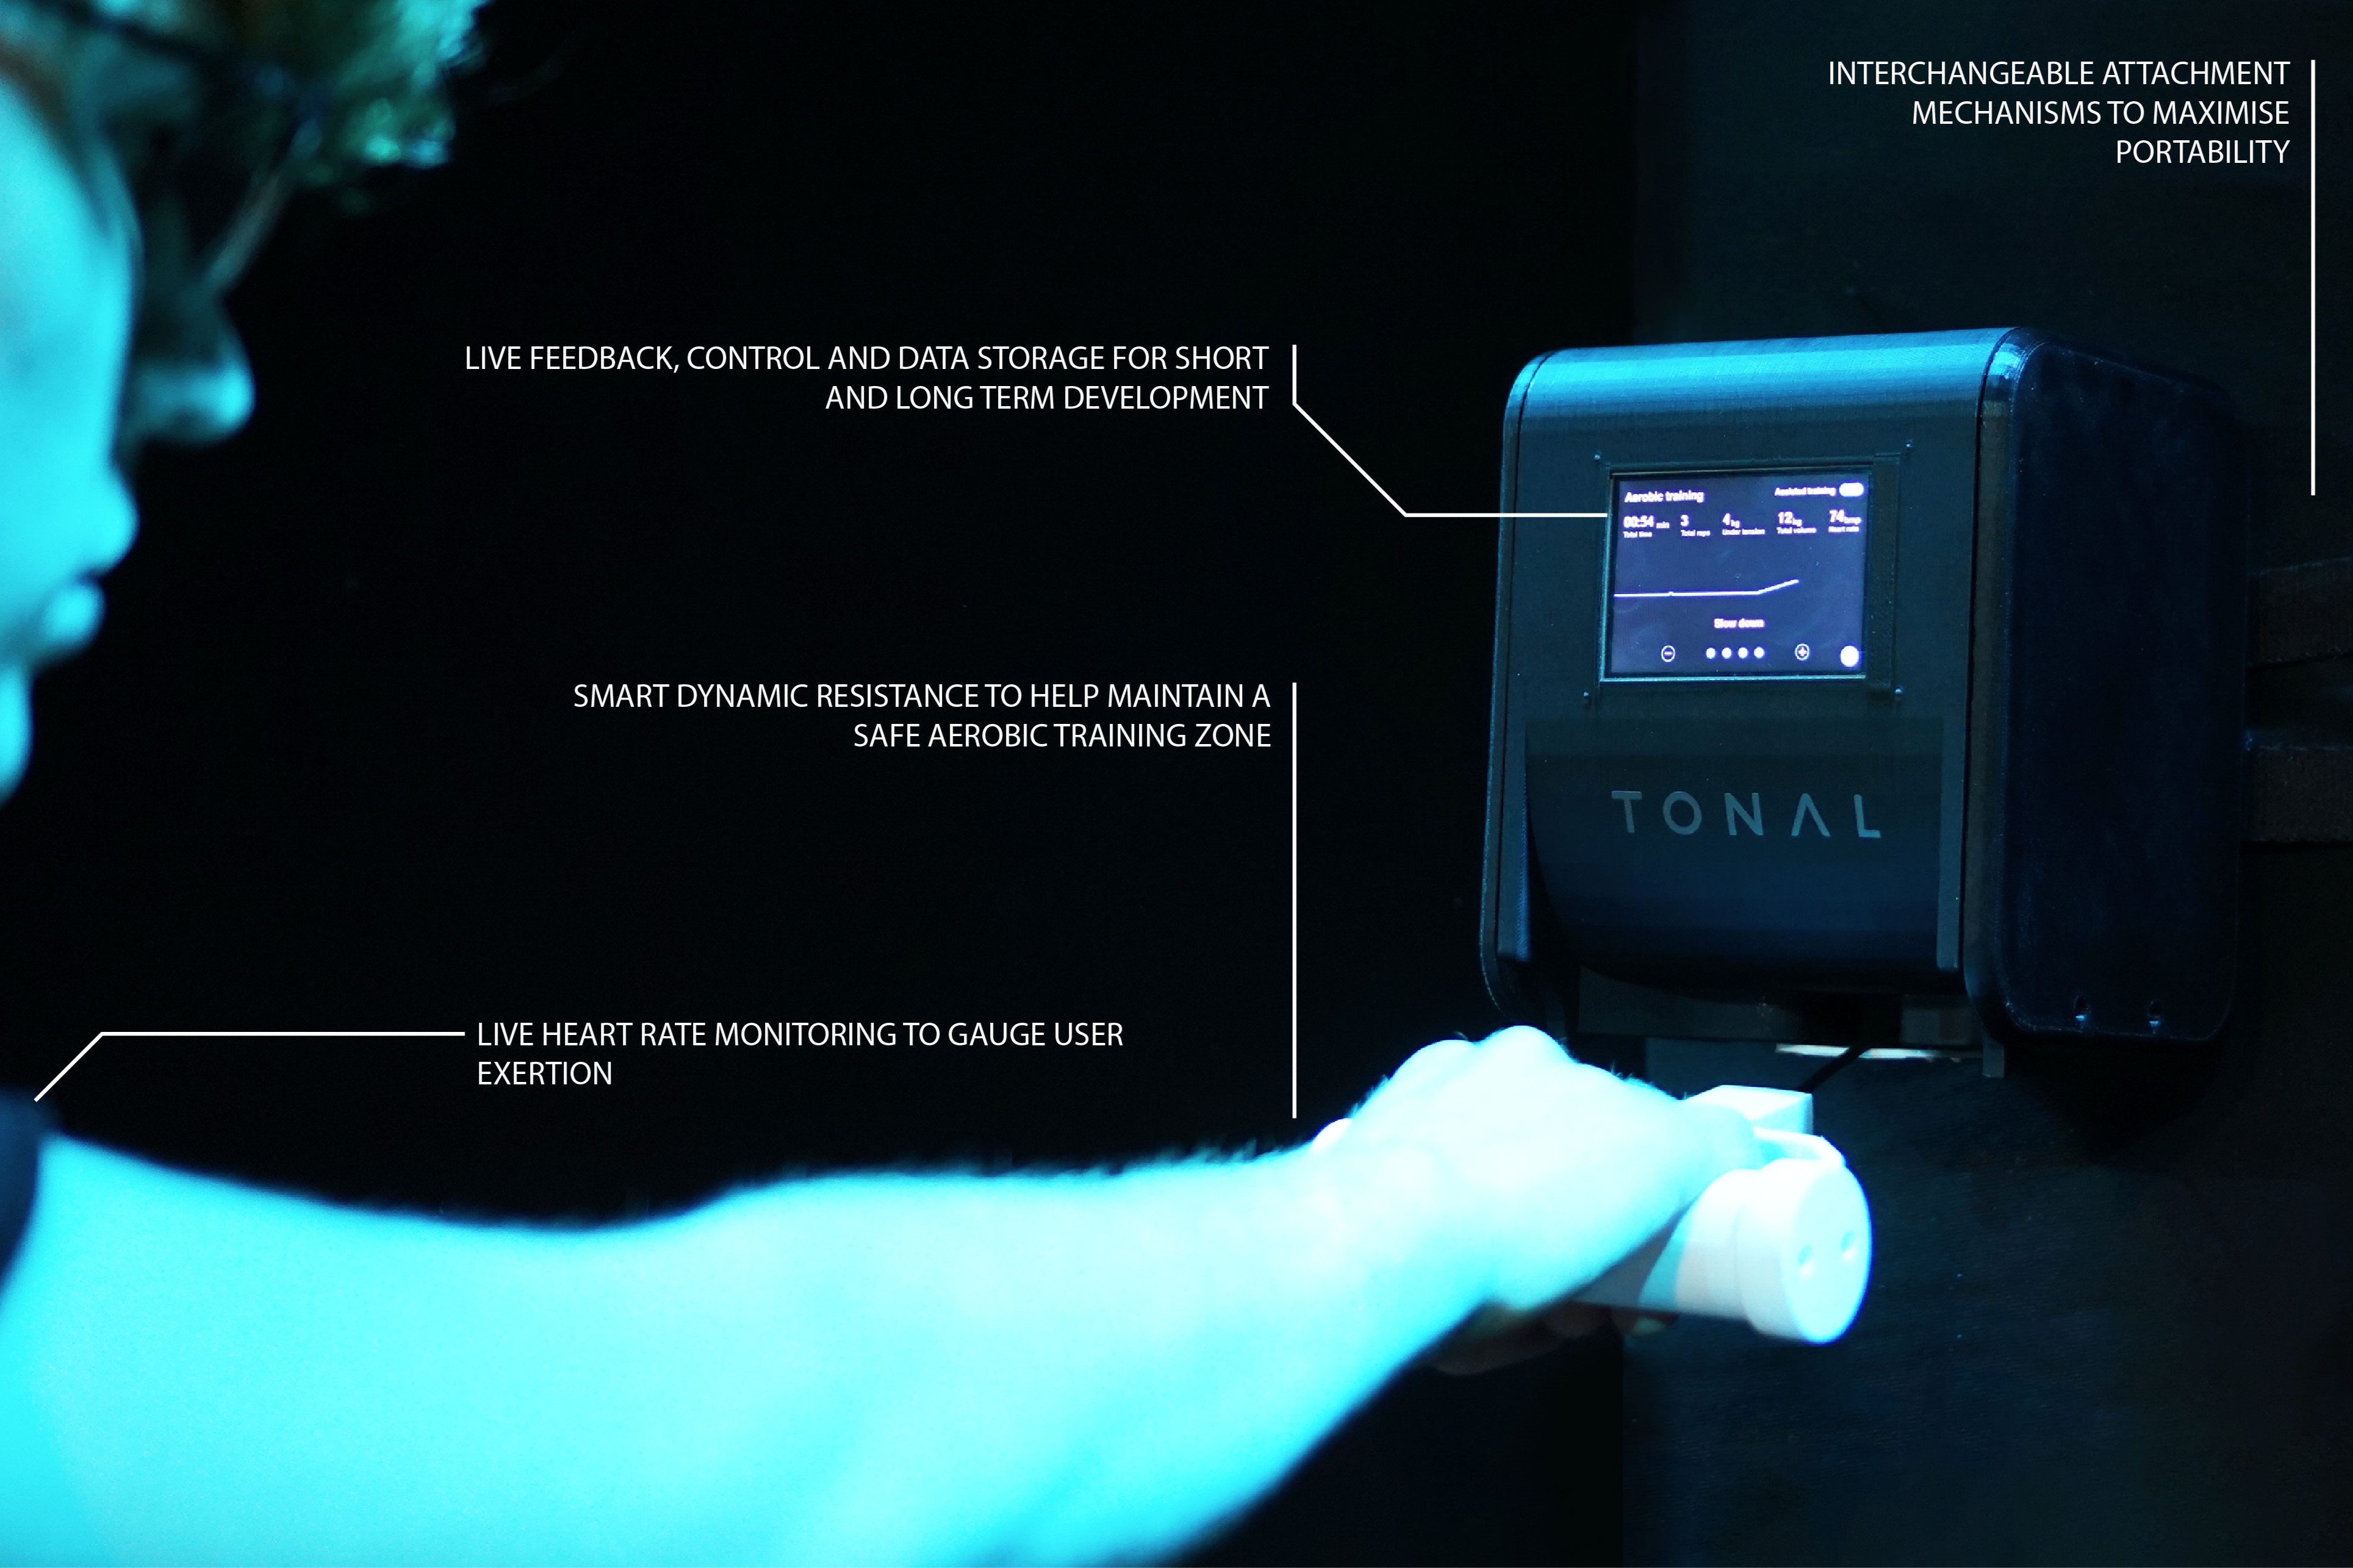 INTERCHANGEABLE ATTACHMENT
MECHANISMS TO MAXIMISE
PORTABILITY
LIVE FEEDBACK, CONTROL AND DATA STORAGE FOR SHORT
AND LONG TERM DEVELOPMENT
Aerobic training
Assisted training
00:54 min
3
4 kg
12 kg
74 bmp
Total time
Total reps
Under tension
Total volume
Heart rate
Slow down
SMART DYNAMIC RESISTANCE TO HELP MAINTAIN A
SAFE AEROBIC TRAINING ZONE
TONAL
LIVE HEART RATE MONITORING TO GAUGE USER
EXERTION